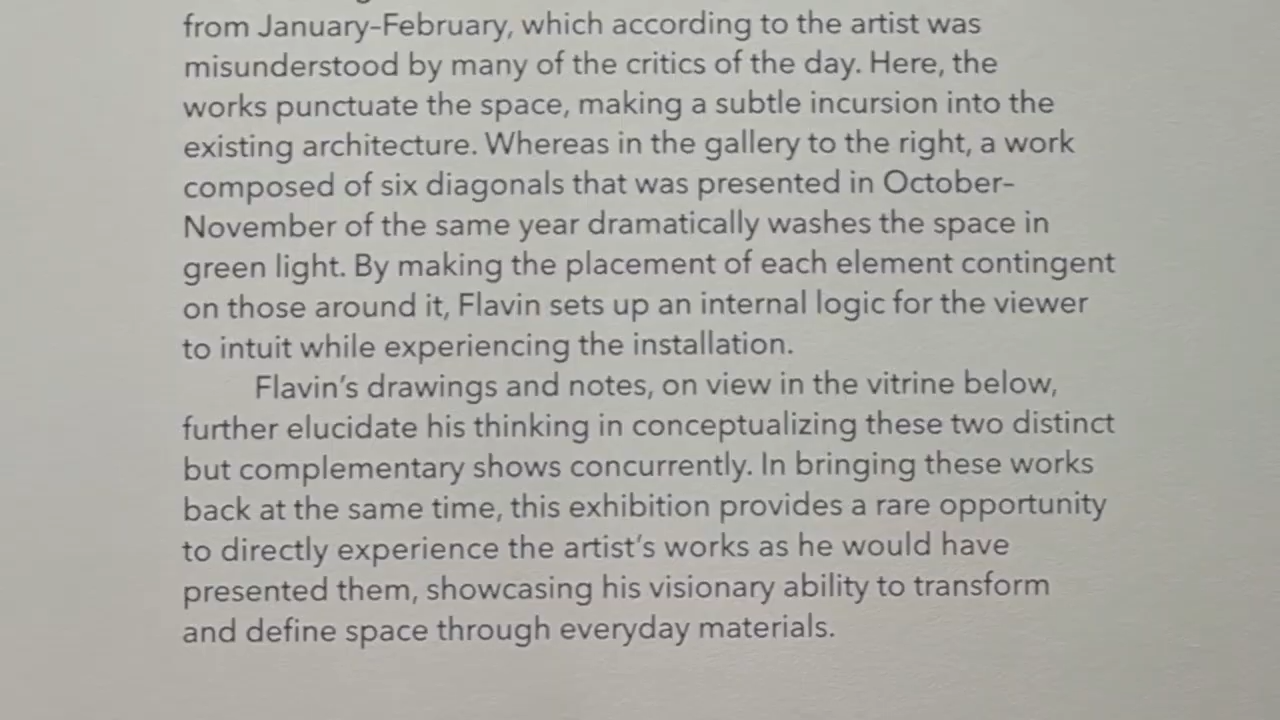 from January–February, which according to the artist was
misunderstood by many of the critics of the day. Here, the
works punctuate the space, making a subtle incursion into the
existing architecture. Whereas in the gallery to the right, a work
composed of six diagonals that was presented in October–
November of the same year dramatically washes the space in
green light. By making the placement of each element contingent
on those around it, Flavin sets up an internal logic for the viewer
to intuit while experiencing the installation.
Flavin’s drawings and notes, on view in the vitrine below,
further elucidate his thinking in conceptualizing these two distinct
but complementary shows concurrently. In bringing these works
back at the same time, this exhibition provides a rare opportunity
to directly experience the artist’s works as he would have
presented them, showcasing his visionary ability to transform
and define space through everyday materials.